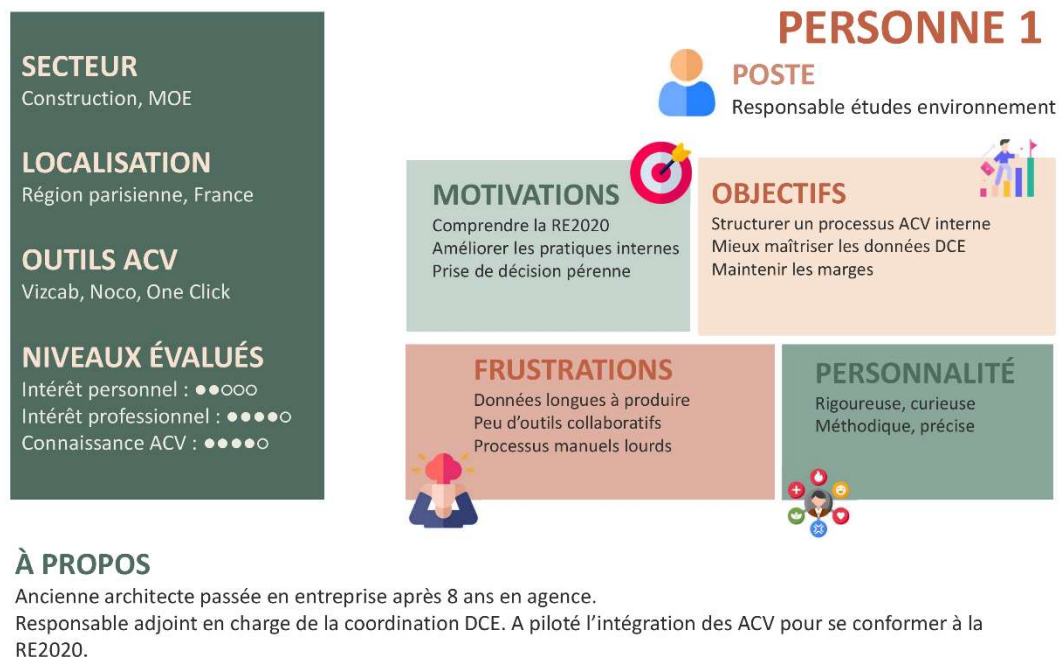 PERSONNE 1
POSTE
Responsable études environnement
SECTEUR
Construction, MOE
LOCALISATION
Région parisienne, France
OUTILS ACV
Vizcab, Noco, One Click
NIVEAUX ÉVALUÉS
Intérêt personnel : ●●○○○
Intérêt professionnel : ●●●●○
Connaissance ACV : ●●●●○
MOTIVATIONS
Comprendre la RE2020
Améliorer les pratiques internes
Prise de décision pérenne
OBJECTIFS
Structurer un processus ACV interne
Mieux maîtriser les données DCE
Maintenir les marges
FRUSTRATIONS
Données longues à produire
Peu d’outils collaboratifs
Processus manuels lourds
PERSONNALITÉ
Rigoureuse, curieuse
Méthodique, précise
À PROPOS
Ancienne architecte passée en entreprise après 8 ans en agence.
Responsable adjoint en charge de la coordination DCE. A piloté l’intégration des ACV pour se conformer à la
RE2020.